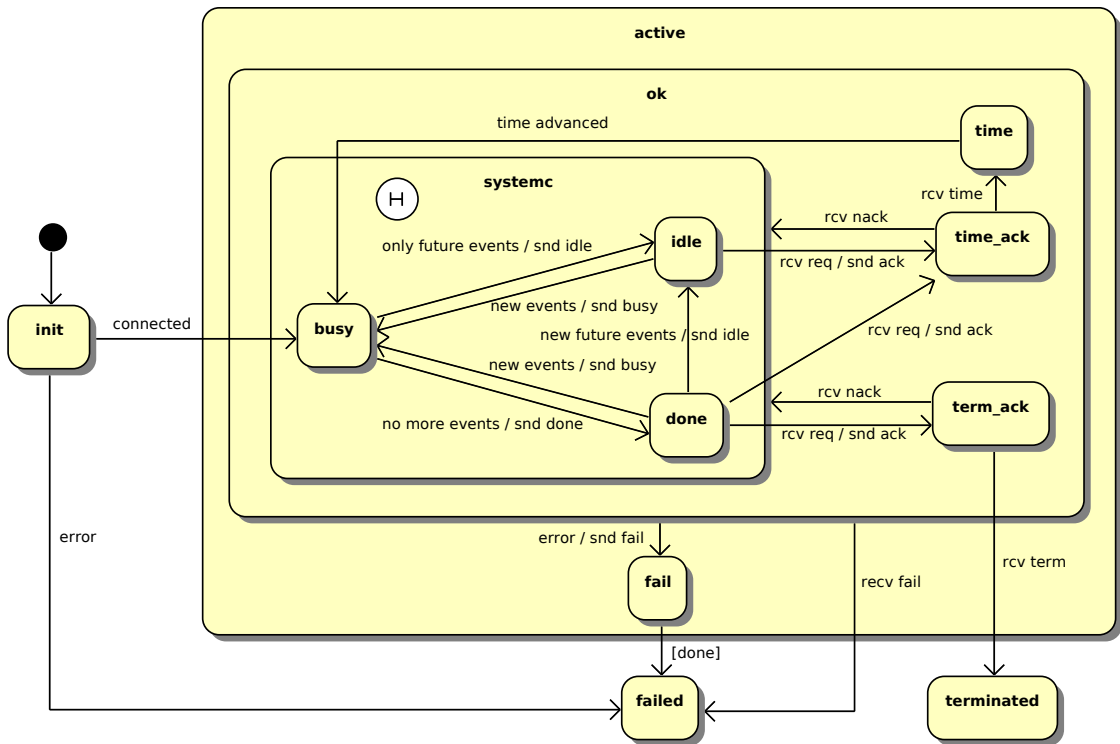 active
ok
time advanced
time
systemc
H
rcv time
rcv nack
only future events / snd idle
idle
time_ack
rcv req / snd ack
new events / snd busy
init
connected
busy
new future events / snd idle
rcv req / snd ack
new events / snd busy
rcv nack
term_ack
done
no more events / snd done
rcv req / snd ack
error
error / snd fail
rcv term
fail
recv fail
[done]
failed
terminated